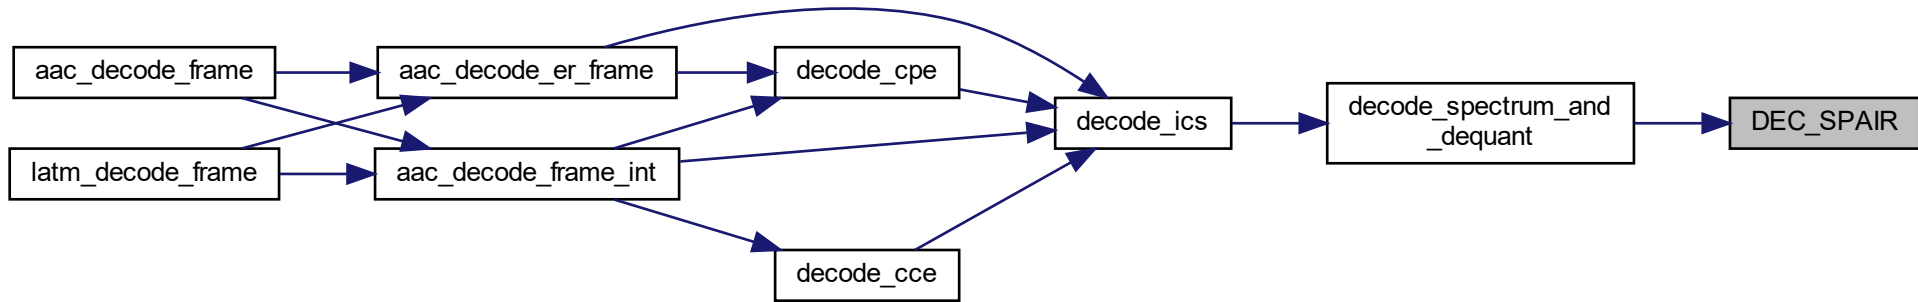 aac_decode_frame
aac_decode_er_frame
decode_cpe
decode_ics
decode_spectrum_and
_dequant
DEC_SPAIR
latm_decode_frame
aac_decode_frame_int
decode_cce